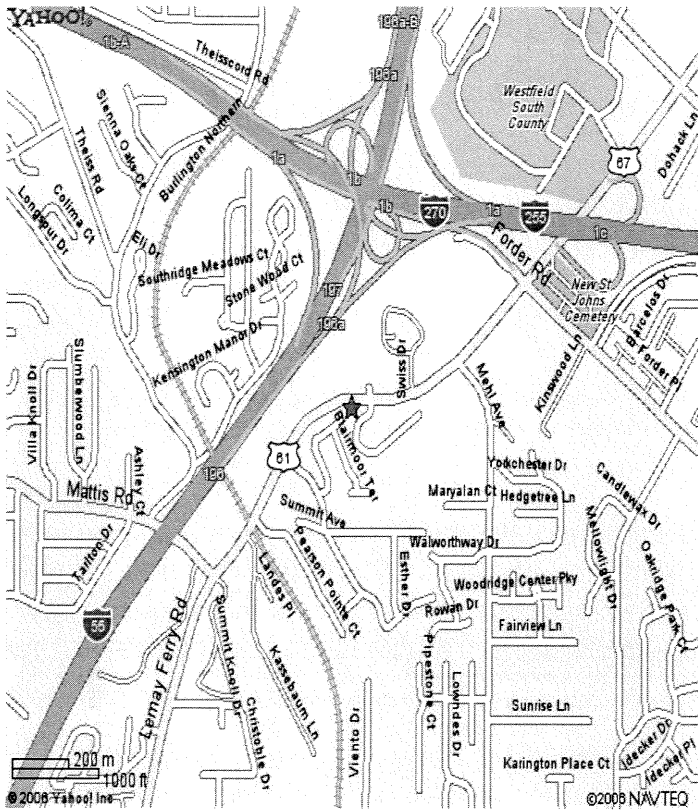 YAHOO!
1b-A
196a-B
196a
Theisscord Rd
Westfield
South
County
67
Dohack Ln
Sienna Oaks Ct
Theiss Rd
Burlington Northern
1a
1b
1b
270
1a
255
1c
Longspur Dr
Colima Ct
Eli Dr
Southridge Meadows Ct
Stone Wood Ct
Forder Rd
New St
Johns
Cemetery
Barcelos Dr
Forder Pl
197
196a
Kensington Manor Dr
Swiss Dr
Mehl Ave
Kinswood Ln
Villa Knoll Dr
Slumberwood Ln
Ashley Ct
196
61
Mattis Rd
Tarlton Dr
Summit Ave
Yorkchester Dr
Maryalan Ct
Hedgetree Ln
Candlewax Dr
Mellowlight Dr
Oakridge Park Ct
Landes Pl
Pearson Pointe Ct
Esther Dr
Walworthway Dr
Woodridge Center Pky
Rowan Dr
Fairview Ln
55
Lemay Ferry Rd
Summit Knoll Dr
Christoble Dr
Kassebaum Ln
Viento Dr
Pipestone Ct
Lowndes Dr
Sunrise Ln
Karington Place Ct
Idecker Dr
Idecker Pl
200 m
1000 ft
©2008 Yahoo! Inc
©2008 NAVTEQ